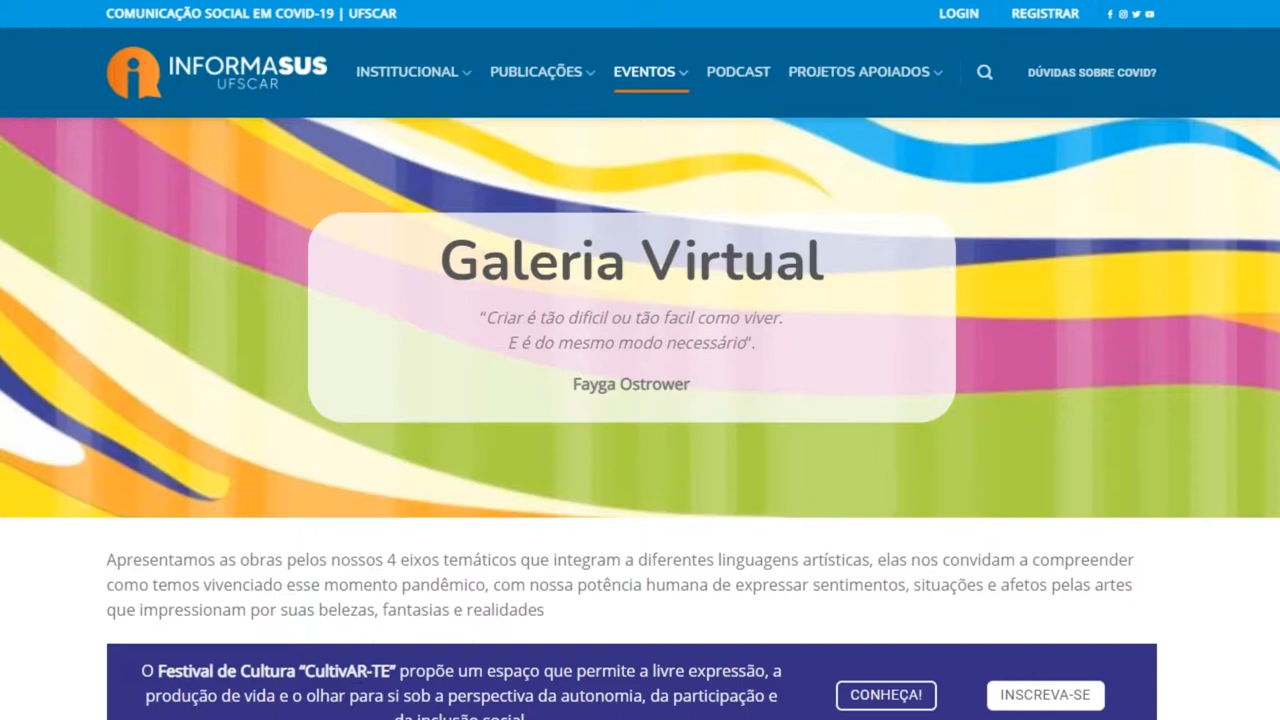 COMUNICAÇÃO SOCIAL EM COVID-19 | UFSCAR
LOGIN REGISTRAR
INFORMASUS
UFSCAR
INSTITUCIONAL PUBLICAÇÕES EVENTOS PODCAST PROJETOS APOIADOS DÚVIDAS SOBRE COVID?
Galeria Virtual
“Criar é tão dificil ou tão facil como viver.
E é do mesmo modo necessário”.
Fayga Ostrower
Apresentamos as obras pelos nossos 4 eixos temáticos que integram a diferentes linguagens artísticas, elas nos convidam a compreender
como temos vivenciado esse momento pandêmico, com nossa potência humana de expressar sentimentos, situações e afetos pelas artes
que impressionam por suas belezas, fantasias e realidades
O Festival de Cultura “CultivAR-TE” propõe um espaço que permite a livre expressão, a
produção de vida e o olhar para si sob a perspectiva da autonomia, da participação e
da inclusão social
CONHEÇA! INSCREVA-SE